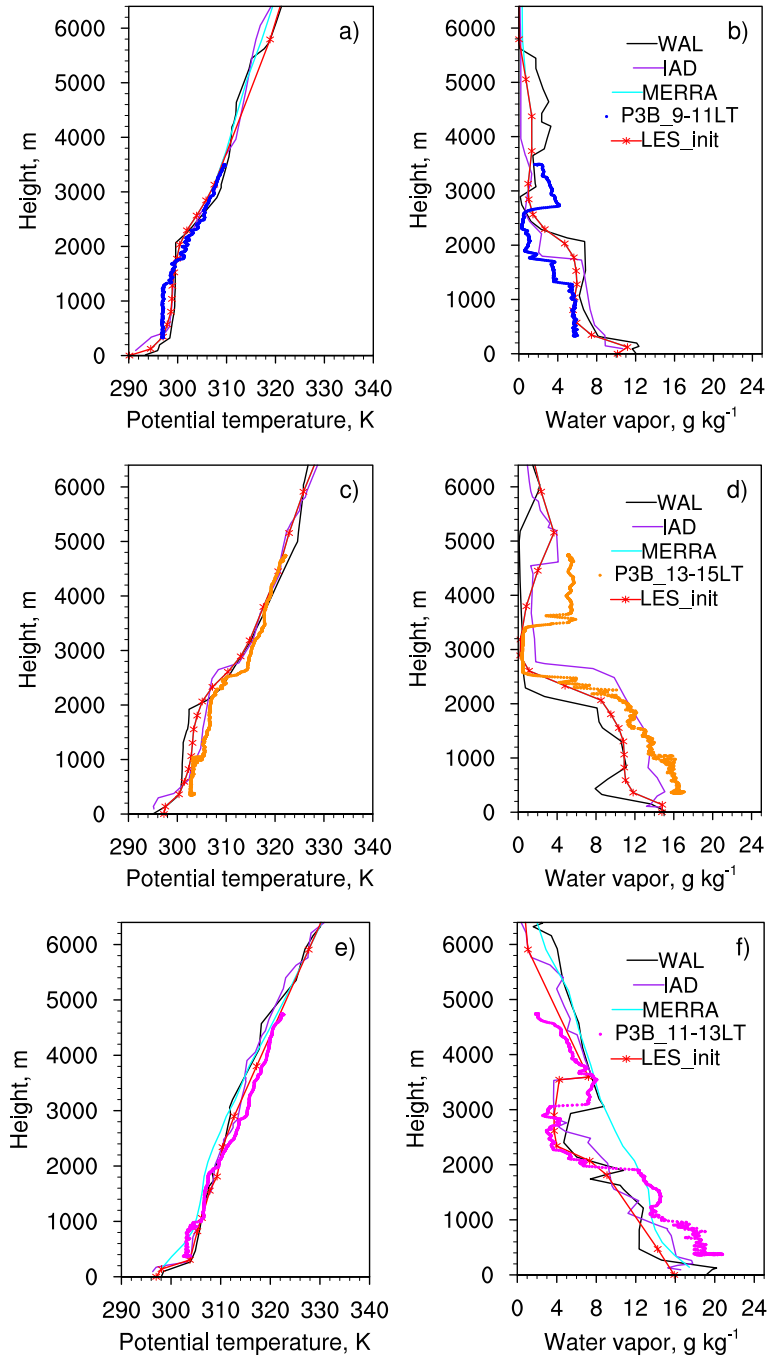 6000
5000
4000
3000
2000
1000
0
Height, m
a)
290 300 310 320 330 340
Potential temperature, K
6000
5000
4000
3000
2000
1000
0
Height, m
b)
WAL
IAD
MERRA
P3B_9-11LT
LES_init
0 4 8 12 16 20 24
Water vapor, g kg-1
6000
5000
4000
3000
2000
1000
0
Height, m
c)
290 300 310 320 330 340
Potential temperature, K
6000
5000
4000
3000
2000
1000
0
Height, m
d)
WAL
IAD
MERRA
P3B_13-15LT
LES_init
0 4 8 12 16 20 24
Water vapor, g kg-1
6000
5000
4000
3000
2000
1000
0
Height, m
e)
290 300 310 320 330 340
Potential temperature, K
6000
5000
4000
3000
2000
1000
0
Height, m
f)
WAL
IAD
MERRA
P3B_11-13LT
LES_init
0 4 8 12 16 20 24
Water vapor, g kg-1